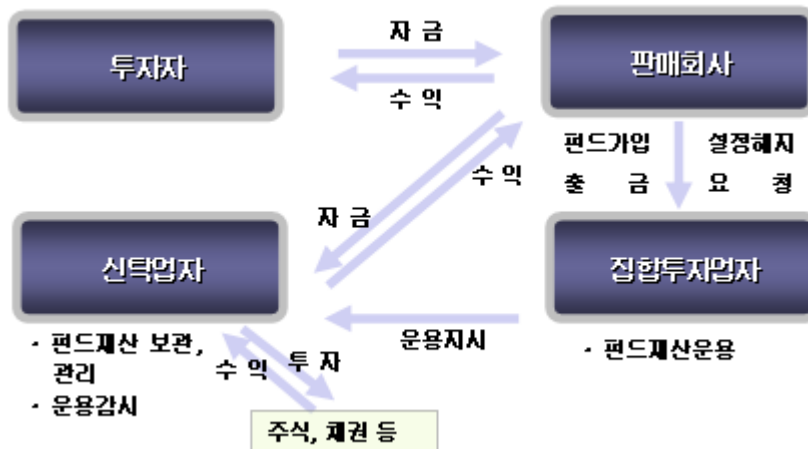 자 금
투자자
판매회사
수 익
펀드가입 설정해지
출 금 요 청
수 익
자 금
신탁업자
집합투자업자
운용지시
· 펀드재산 보관,
관리
· 운용감시
· 펀드재산운용
수 익
투 자
주식, 채권 등